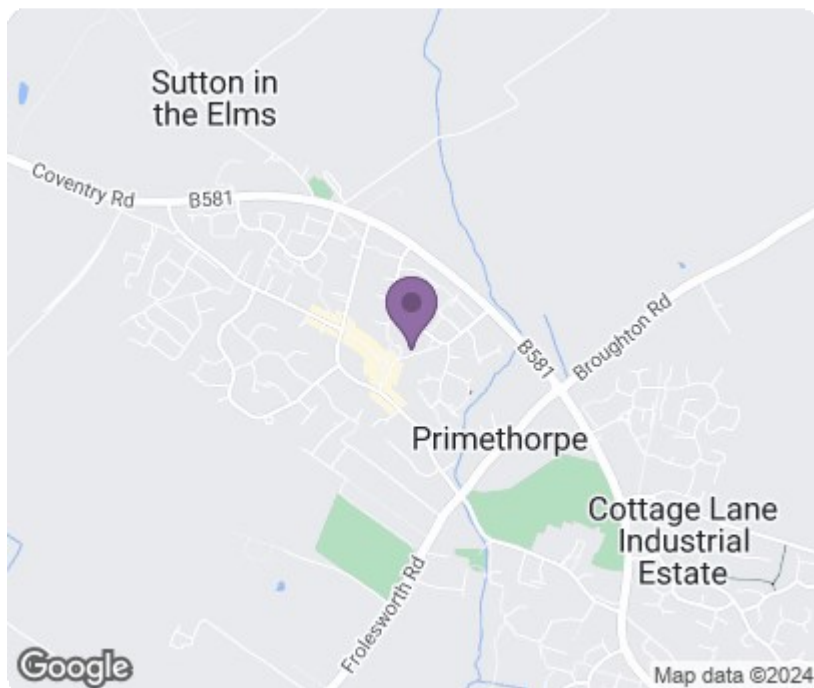 Sutton in
the Elms
Coventry Rd
B581
B581
Broughton Rd
Primethorpe
Cottage Lane
Industrial
Estate
Frolesworth Rd
Google
Map data ©2024